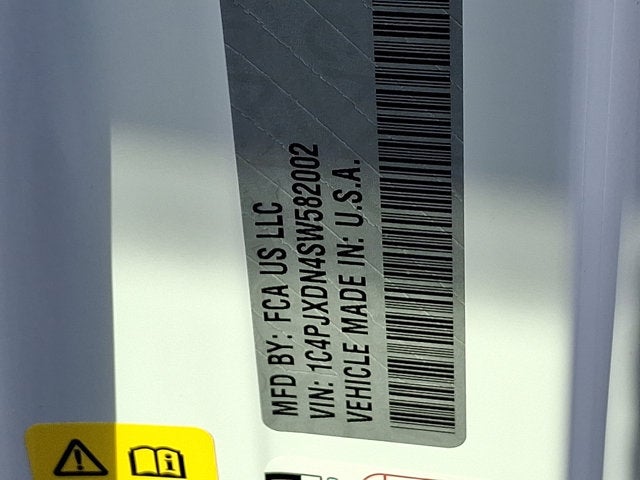 MFD BY: FCA US LLC
VIN: 1C4PJXDN4SW582002
VEHICLE MADE IN: U.S.A.